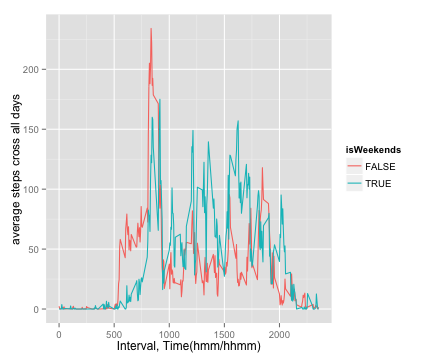 average steps cross all days
200
150
100
50
0
0
500
1000
1500
2000
Interval, Time(hmm/hhmm)
isWeekends
FALSE
TRUE